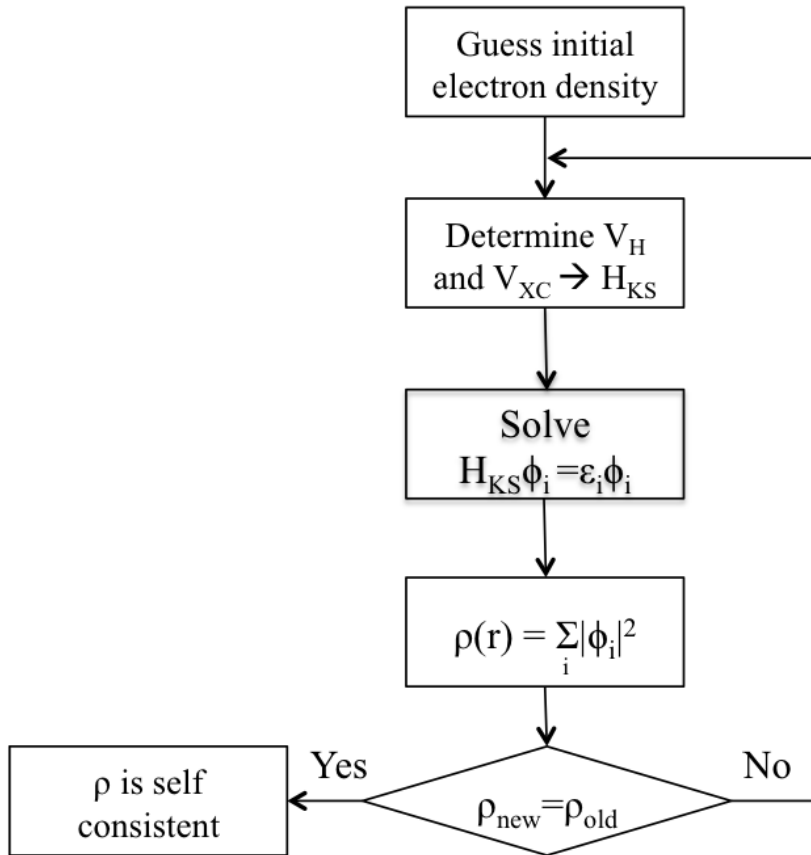 Guess initial
electron density
Determine V_H
and V_XC → H_KS
Solve
H_KSϕ_i=ε_iϕ_i
ρ(r) = Σ_i|ϕ_i|²
Yes
No
ρ is self
consistent
ρ_new=ρ_old